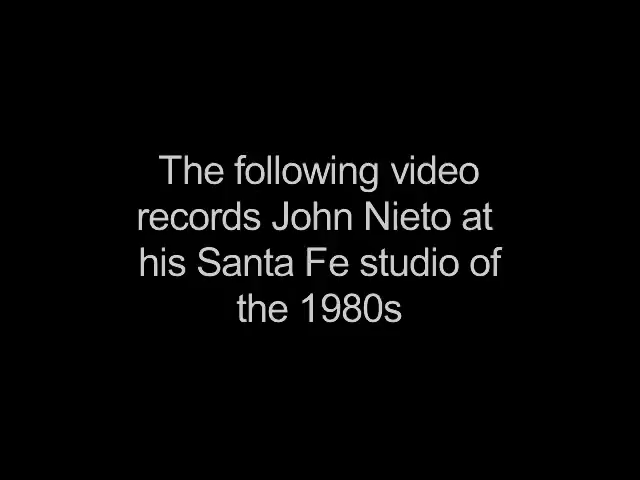 The following video
records John Nieto at
his Santa Fe studio of
the 1980s